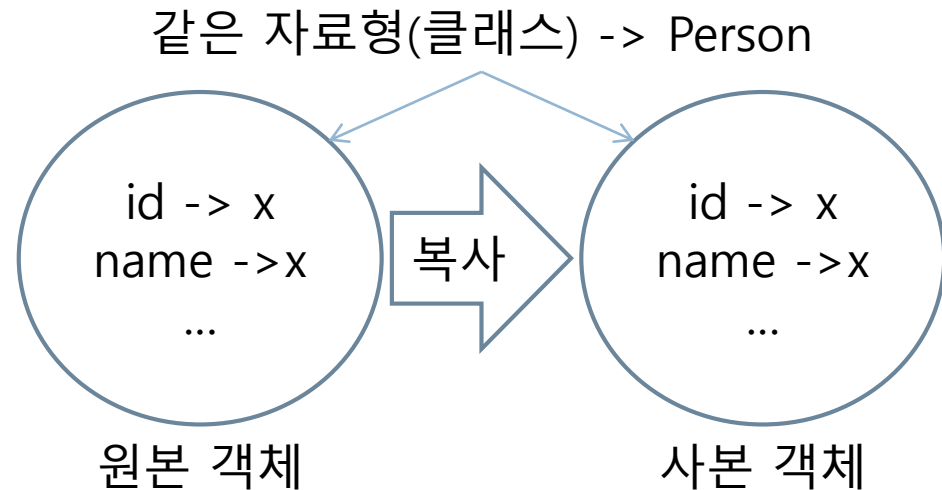 같은 자료형(클래스) -> Person
id -> x
name ->x
...
복사
id -> x
name ->x
...
원본 객체
사본 객체